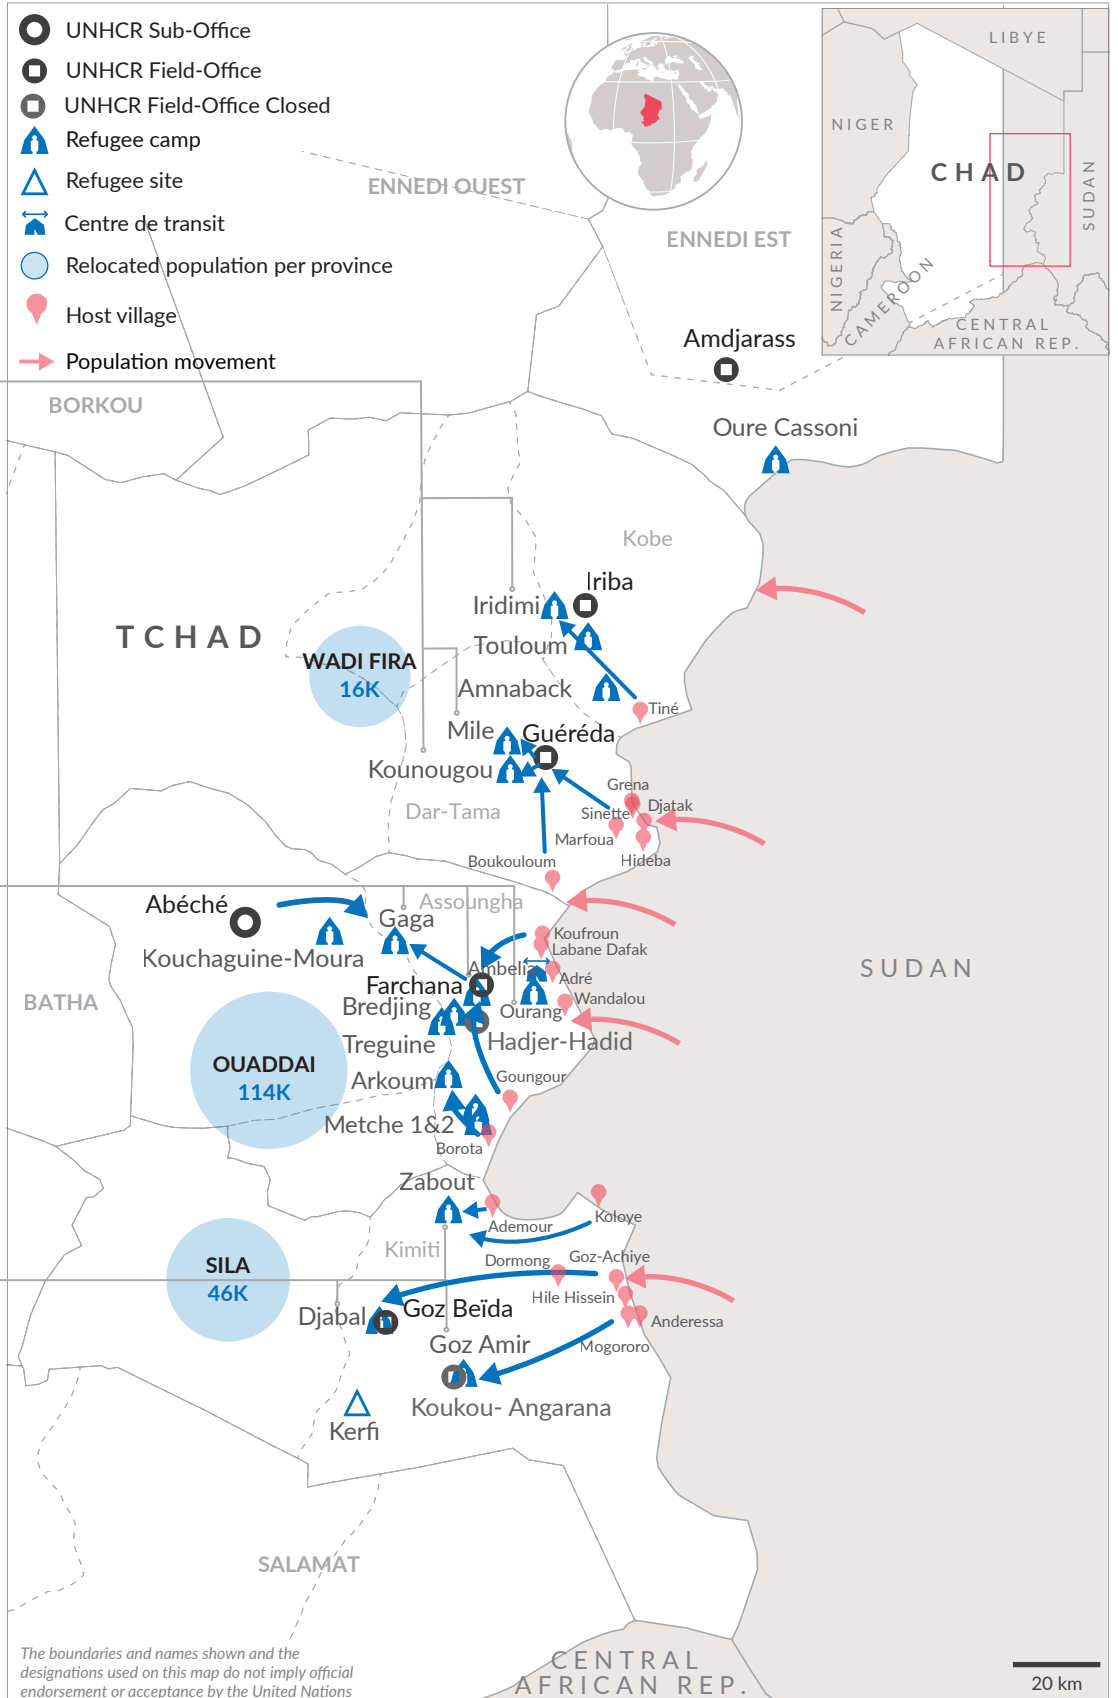 UNHCR Sub-Office
UNHCR Field-Office
UNHCR Field-Office Closed
Refugee camp
Refugee site
Centre de transit
Relocated population per province
Host village
Population movement
LIBYE
NIGER
CHAD
SUDAN
NIGERIA
CAMEROON
CENTRAL
AFRICAN REP.
ENNEDI OUEST
ENNEDI EST
BORKOU
Amdjarass
Oure Cassoni
Kobe
Iriba
Iridimi
TCHAD
Touloum
WADI FIRA
16K
Amnaback
Tiné
Mile
Guéréda
Kounougou
Grena
Djatak
Sinette
Dar-Tama
Marfoua
Hideba
Boukouloum
Abéché
Assoungha
Gaga
Koufroun
Labane Dafak
Kouchaguine-Moura
Ambelia
Adré
SUDAN
Farchana
BATHA
Bredjing
Wandalou
Ourang
Treguine
Hadjer-Hadid
OUADDAI
114K
Arkoum
Goungour
Metche 1&2
Borota
Zabout
Ademour
Koloye
Kimiti
SILA
46K
Dormong
Goz-Achiye
Hile Hissein
Djabal
Goz Beïda
Anderessa
Goz Amir
Mogororo
Koukou- Angarana
Kerfi
SALAMAT
The boundaries and names shown and the
designations used on this map do not imply official
endorsement or acceptance by the United Nations
CENTRAL
AFRICAN REP.
20 km